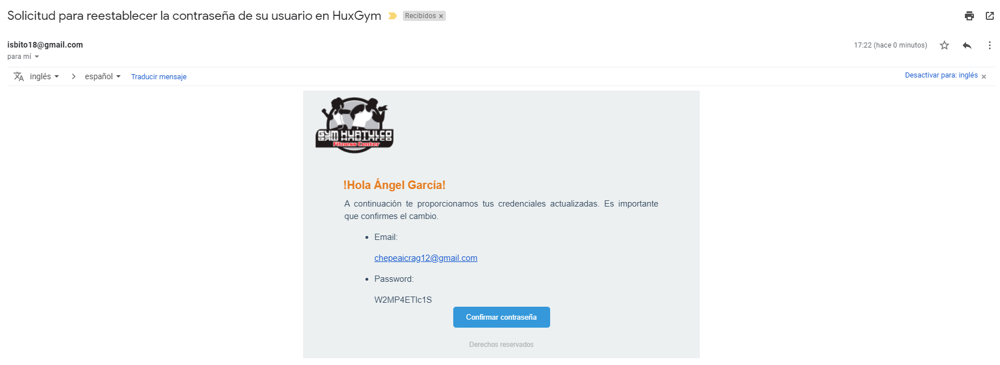 Solicitud para reestablecer la contraseña de su usuario en HuxGym
Recibidos ×
isbito18@gmail.com
17:22 (hace 0 minutos)
para mí
inglés
español
Traducir mensaje
Desactivar para: inglés ×
GYM HUATULCO
Fitness Center
!Hola Ángel García!
A continuación te proporcionamos tus credenciales actualizadas. Es importante
que confirmes el cambio.
• Email:
chepeaicrag12@gmail.com
• Password:
W2MP4ETlc1S
Confirmar contraseña
Derechos reservados